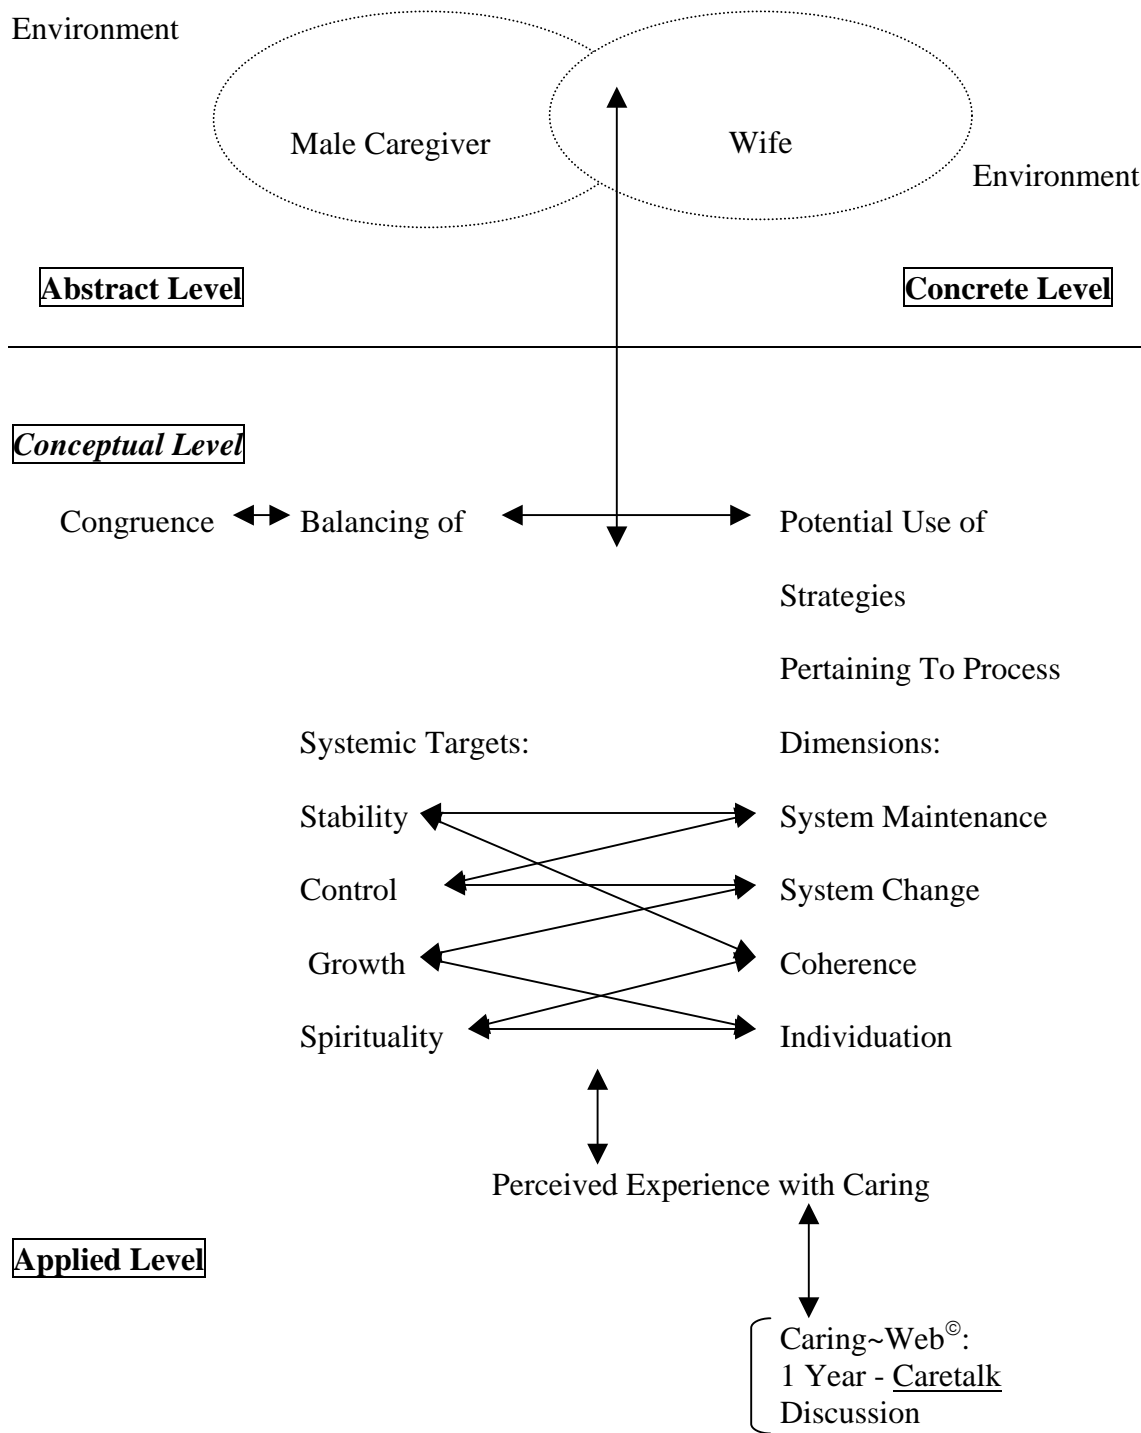 Environment
Male Caregiver
Wife
Environment
Abstract Level
Concrete Level
Conceptual Level
Congruence
Balancing of
Potential Use of
Strategies
Pertaining To Process
Systemic Targets:
Dimensions:
Stability
System Maintenance
Control
System Change
Growth
Coherence
Spirituality
Individuation
Perceived Experience with Caring
Applied Level
Caring~Web©:
1 Year - Caretalk
Discussion